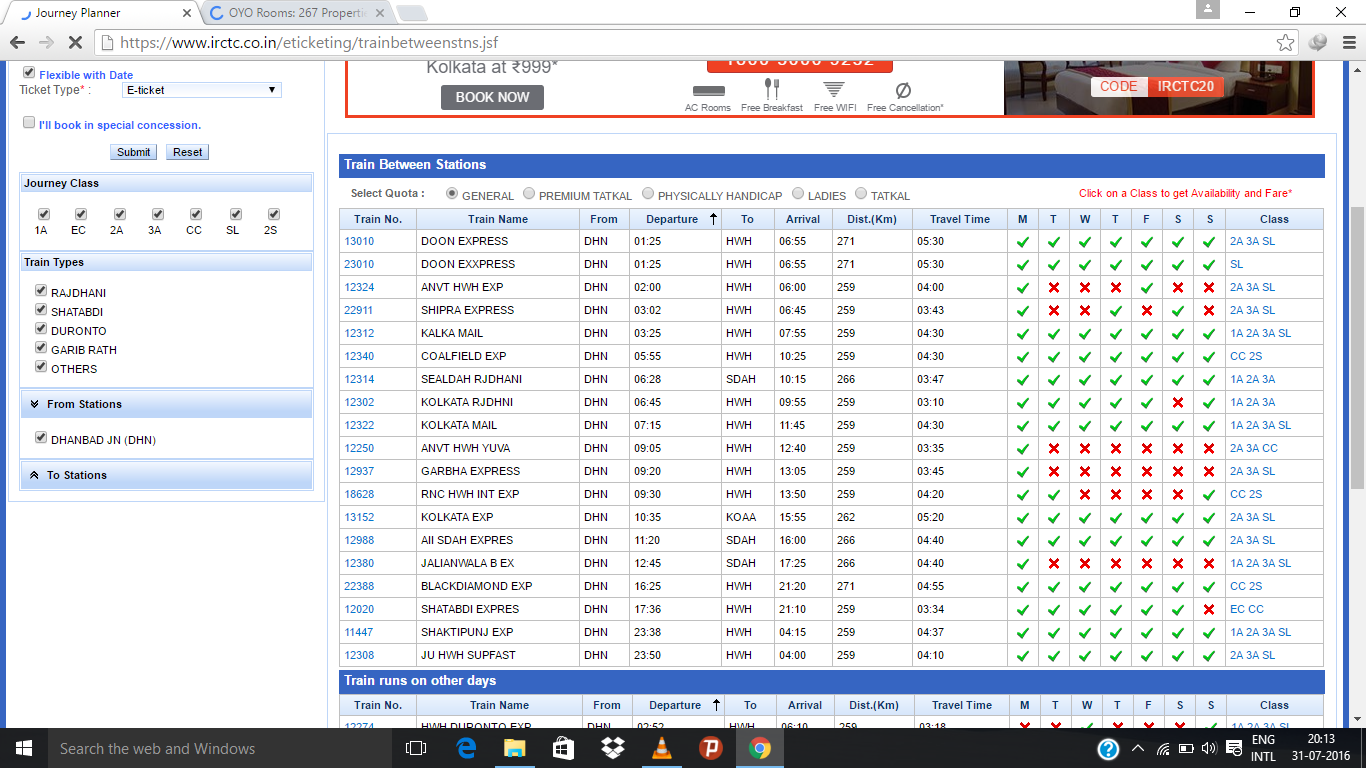 Journey Planner
OYO Rooms: 267 Properti
https://www.irctc.co.in/eticketing/trainbetweenstns.jsf
Flexible with Date
Ticket Type* : E-ticket
I'll book in special concession.
Submit Reset
Journey Class
1A EC 2A 3A CC SL 2S
Train Types
RAJDHANI
SHATABDI
DURONTO
GARIB RATH
OTHERS
From Stations
DHANBAD JN (DHN)
To Stations
Kolkata at ₹999*
BOOK NOW
AC Rooms Free Breakfast Free WIFI Free Cancellation*
CODE IRCTC20
Train Between Stations
Select Quota : GENERAL PREMIUM TATKAL PHYSICALLY HANDICAP LADIES TATKAL Click on a Class to get Availability and Fare*
Train No. Train Name From Departure To Arrival Dist.(Km) Travel Time M T W T F S S Class
13010 DOON EXPRESS DHN 01:25 HWH 06:55 271 05:30 2A 3A SL
23010 DOON EXXPRESS DHN 01:25 HWH 06:55 271 05:30 SL
12324 ANVT HWH EXP DHN 02:00 HWH 06:00 259 04:00 2A 3A SL
22911 SHIPRA EXPRESS DHN 03:02 HWH 06:45 259 03:43 2A 3A SL
12312 KALKA MAIL DHN 03:25 HWH 07:55 259 04:30 1A 2A 3A SL
12340 COALFIELD EXP DHN 05:55 HWH 10:25 259 04:30 CC 2S
12314 SEALDAH RJDHANI DHN 06:28 SDAH 10:15 266 03:47 1A 2A 3A
12302 KOLKATA RJDHNI DHN 06:45 HWH 09:55 259 03:10 1A 2A 3A
12322 KOLKATA MAIL DHN 07:15 HWH 11:45 259 04:30 1A 2A 3A SL
12250 ANVT HWH YUVA DHN 09:05 HWH 12:40 259 03:35 2A 3A CC
12937 GARBHA EXPRESS DHN 09:20 HWH 13:05 259 03:45 2A 3A SL
18628 RNC HWH INT EXP DHN 09:30 HWH 13:50 259 04:20 CC 2S
13152 KOLKATA EXP DHN 10:35 KOAA 15:55 262 05:20 2A 3A SL
12988 AII SDAH EXPRES DHN 11:20 SDAH 16:00 266 04:40 2A 3A SL
12380 JALIANWALA B EX DHN 12:45 SDAH 17:25 266 04:40 1A 2A 3A SL
22388 BLACKDIAMOND EXP DHN 16:25 HWH 21:20 271 04:55 CC 2S
12020 SHATABDI EXPRES DHN 17:36 HWH 21:10 259 03:34 EC CC
11447 SHAKTIPUNJ EXP DHN 23:38 HWH 04:15 259 04:37 1A 2A 3A SL
12308 JU HWH SUPFAST DHN 23:50 HWH 04:00 259 04:10 2A 3A SL
Train runs on other days
Train No. Train Name From Departure To Arrival Dist.(Km) Travel Time M T W T F S S Class
12274 HWH DURONTO EXP DHN 02:52 HWH 06:10 259 03:18 1A 2A 3A SL
Search the web and Windows
ENG 20:13
INTL 31-07-2016